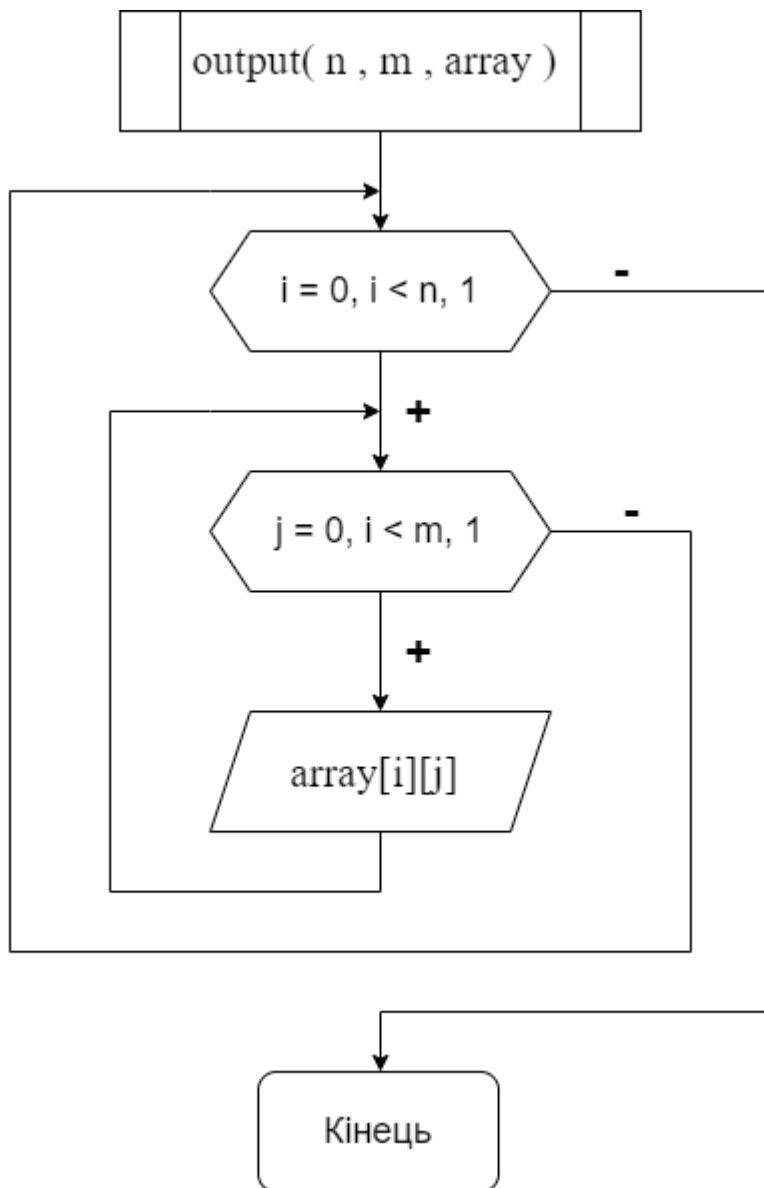 output( n , m , array )
-
i = 0, i < n, 1
+
-
j = 0, i < m, 1
+
array[i][j]
Кінець